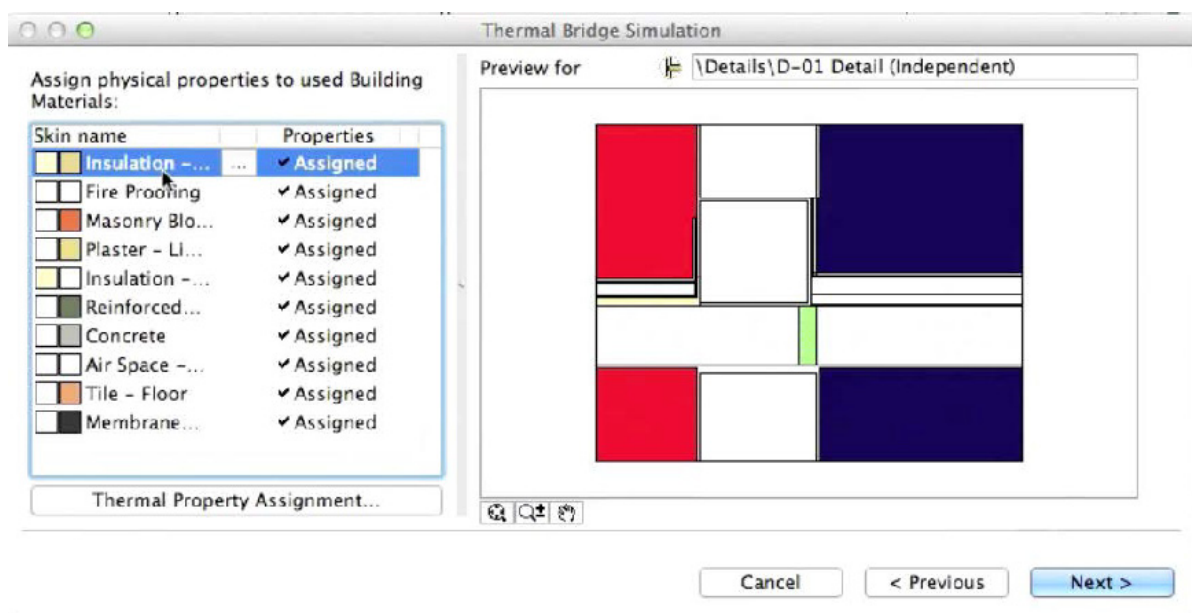 Thermal Bridge Simulation
Assign physical properties to used Building
Materials:
Skin name Properties
Insulation –... ... ✔ Assigned
Fire Proofing ✔ Assigned
Masonry Blo... ✔ Assigned
Plaster – Li... ✔ Assigned
Insulation –... ✔ Assigned
Reinforced... ✔ Assigned
Concrete ✔ Assigned
Air Space –... ✔ Assigned
Tile – Floor ✔ Assigned
Membrane... ✔ Assigned
Thermal Property Assignment...
Preview for \Details\D-01 Detail (Independent)
Cancel < Previous Next >